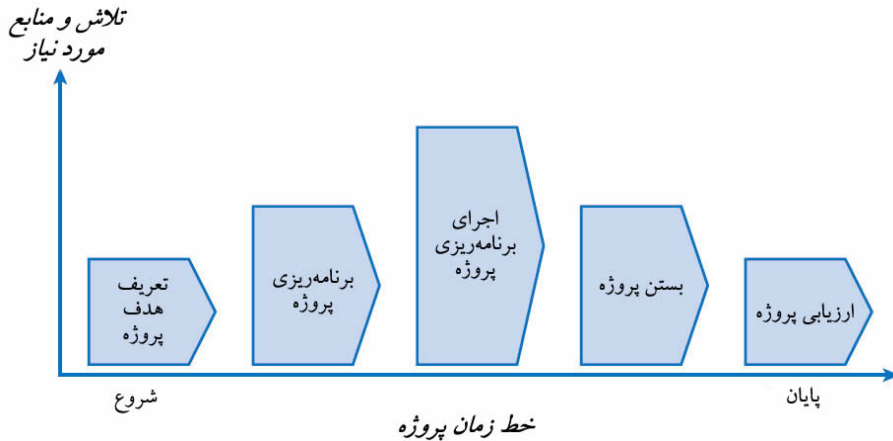 تلاش و منابع
مورد نیاز
تعریف
هدف
پروژه
برنامه‌ریزی
پروژه
اجرای
برنامه‌ریزی
پروژه
بستن پروژه
ارزیابی پروژه
شروع
پایان
خط زمان پروژه